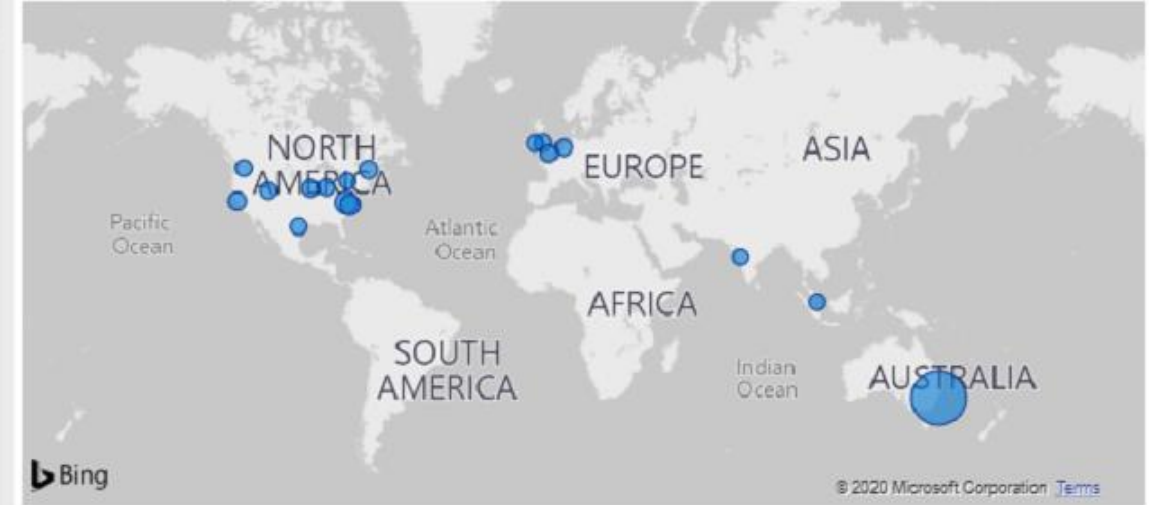 NORTH
AMERICA
EUROPE
ASIA
Pacific
Ocean
Atlantic
Ocean
AFRICA
SOUTH
AMERICA
Indian
Ocean
AUSTRALIA
Bing
© 2020 Microsoft Corporation Terms